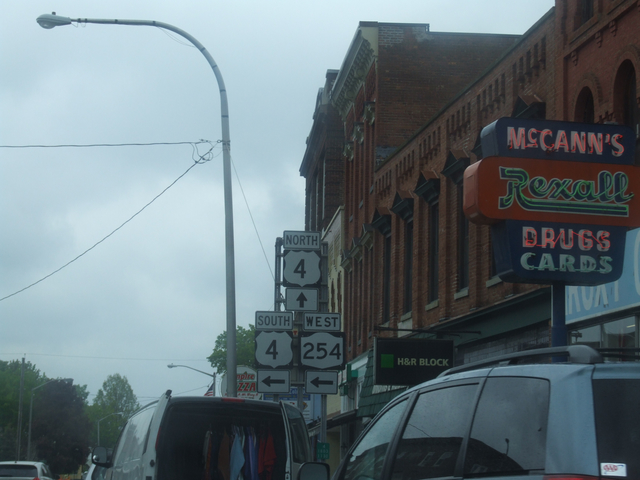 McCANN'S
Rexall
DRUGS
CARDS
NORTH
4
SOUTH
4
WEST
254
H&R BLOCK